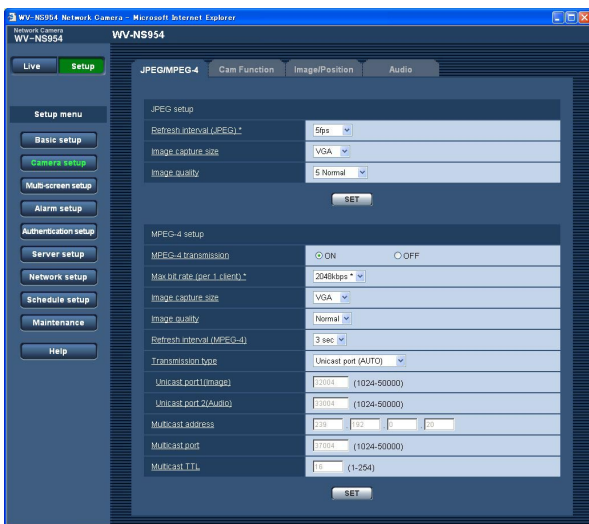 WV-NS954 Network Camera - Microsoft Internet Explorer
Network Camera
WV-NS954
WV-NS954
Live Setup
JPEG/MPEG-4 Cam Function Image/Position Audio
Setup menu
Basic setup
Camera setup
Multi-screen setup
Alarm setup
Authentication setup
Server setup
Network setup
Schedule setup
Maintenance
Help
JPEG setup
Refresh interval (JPEG) * 5fps
Image capture size VGA
Image quality 5 Normal
SET
MPEG-4 setup
MPEG-4 transmission ON OFF
Max bit rate (per 1 client) * 2048kbps *
Image capture size VGA
Image quality Normal
Refresh interval (MPEG-4) 3 sec
Transmission type Unicast port (AUTO)
Unicast port1(Image) 32004 (1024-50000)
Unicast port 2(Audio) 33004 (1024-50000)
Multicast address 239 . 192 . 0 . 20
Multicast port 37004 (1024-50000)
Multicast TTL 16 (1-254)
SET